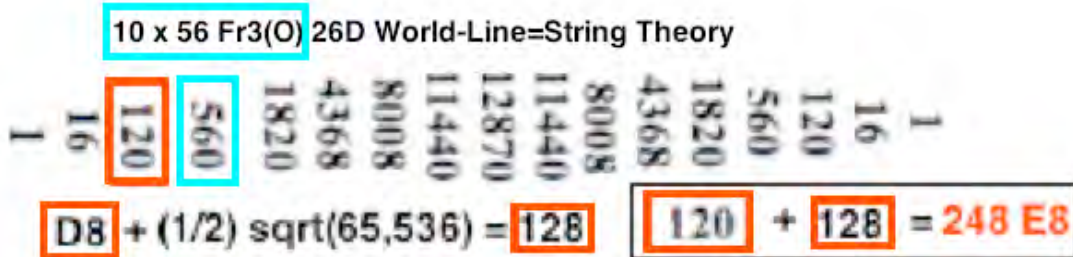 10 x 56 Fr3(O) 26D World-Line=String Theory
1 16 120 560 1820 4368 8008 11440 12870 11440 8008 4368 1820 560 120 16 1
D8 + (1/2) sqrt(65,536) = 128 120 + 128 = 248 E8